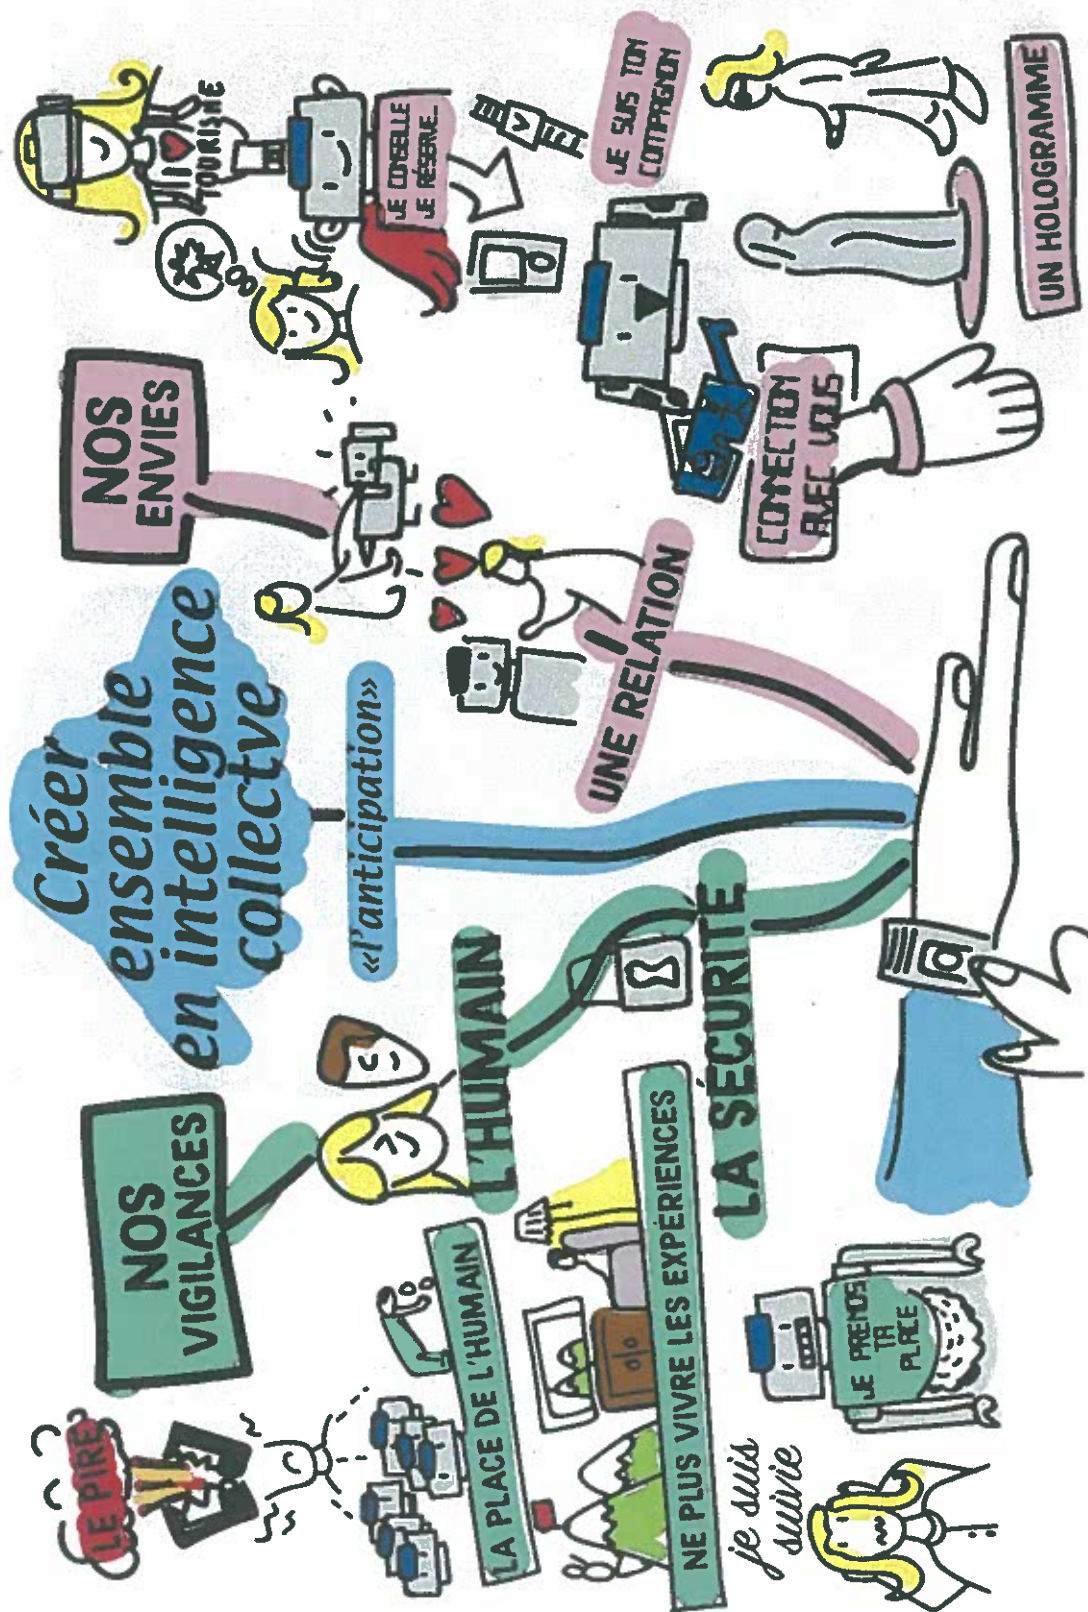 Créer
ensemble
en intelligence
collectve
«l'anticipation»
NOS
VIGILANCES
LE PIRE
L'HUMAIN
LA PLACE DE L'HUMAIN
NE PLUS VIVRE LES EXPÉRIENCES
LA SÉCURITÉ
je suis
suivie
JE PRENDS
TA
PLACE
NOS
ENVIES
I ❤
TOURISME
JE CONSEILLE
JE RÉSERVE...
JE SUIS TON
COMPAGNON
UNE RELATION
CONNECTION
AVEC VOUS
UN HOLOGRAMME